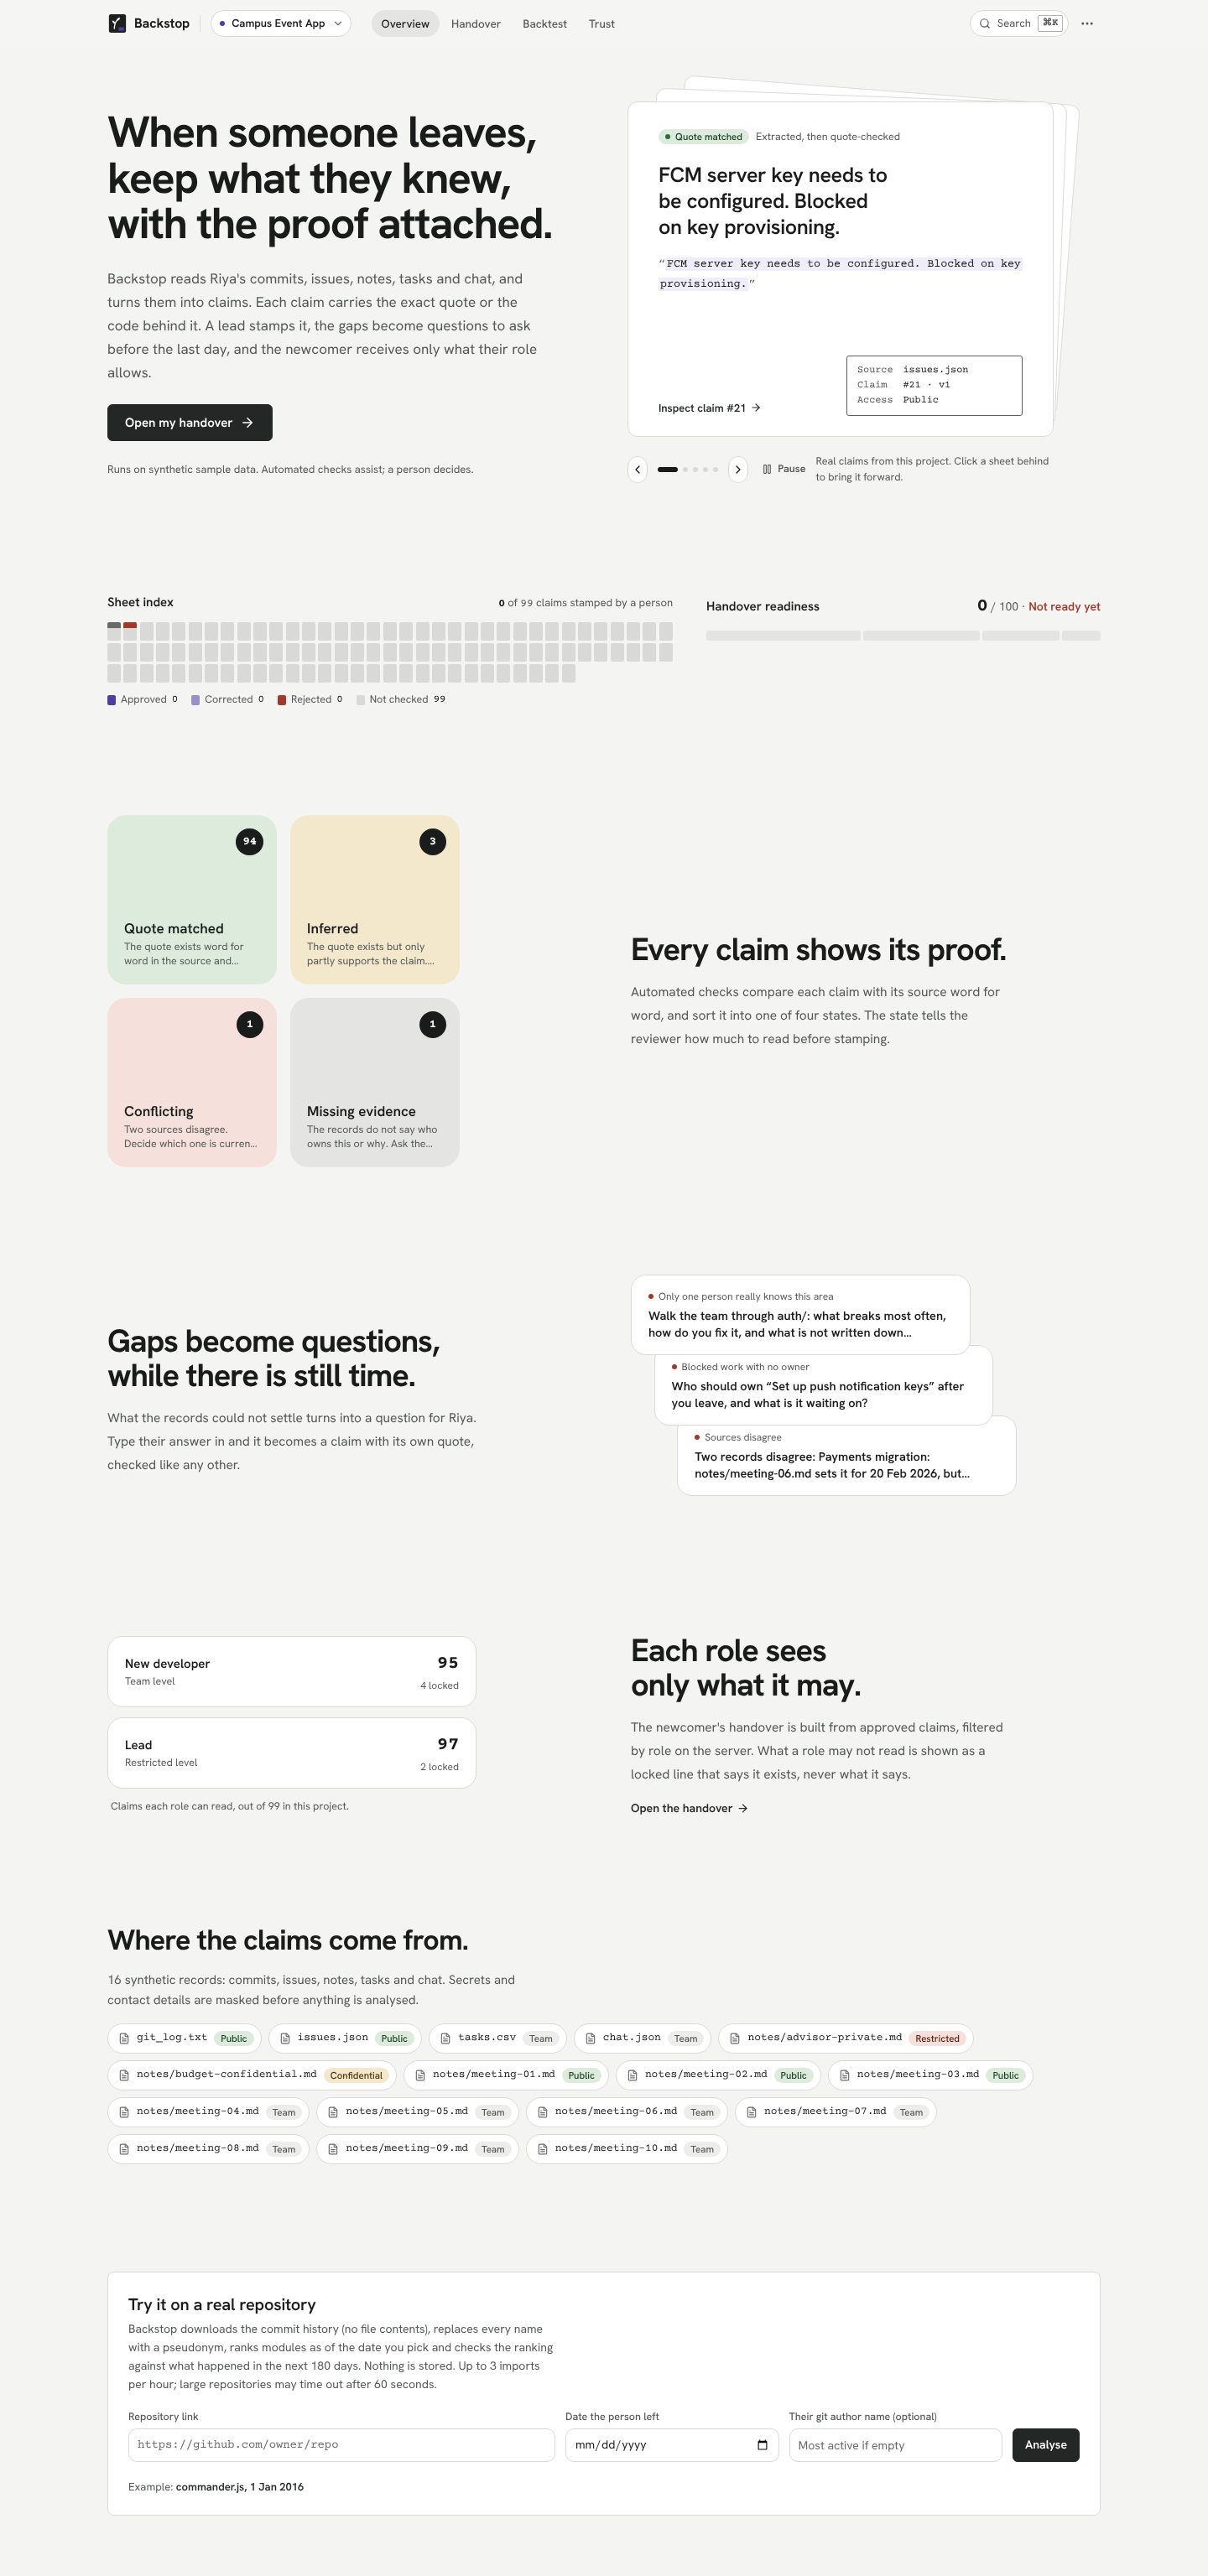 Backstop
Campus Event App
Overview
Handover
Backtest
Trust
Search
⌘K
When someone leaves,
keep what they knew,
with the proof attached.
Backstop reads Riya's commits, issues, notes, tasks and chat, and
turns them into claims. Each claim carries the exact quote or the
code behind it. A lead stamps it, the gaps become questions to ask
before the last day, and the newcomer receives only what their role
allows.
Open my handover
Runs on synthetic sample data. Automated checks assist; a person decides.
Quote matched
Extracted, then quote-checked
FCM server key needs to
be configured. Blocked
on key provisioning.
“FCM server key needs to be configured. Blocked on key
provisioning.”
Source issues.json
Claim #21 · v1
Access Public
Inspect claim #21
Pause
Real claims from this project. Click a sheet behind
to bring it forward.
Sheet index
0 of 99 claims stamped by a person
Approved 0
Corrected 0
Rejected 0
Not checked 99
Handover readiness
0 / 100 · Not ready yet
94
Quote matched
The quote exists word for
word in the source and…
3
Inferred
The quote exists but only
partly supports the claim.…
1
Conflicting
Two sources disagree.
Decide which one is curren…
1
Missing evidence
The records do not say who
owns this or why. Ask the…
Every claim shows its proof.
Automated checks compare each claim with its source word for
word, and sort it into one of four states. The state tells the
reviewer how much to read before stamping.
Gaps become questions,
while there is still time.
What the records could not settle turns into a question for Riya.
Type their answer in and it becomes a claim with its own quote,
checked like any other.
Only one person really knows this area
Walk the team through auth/: what breaks most often,
how do you fix it, and what is not written down…
Blocked work with no owner
Who should own “Set up push notification keys” after
you leave, and what is it waiting on?
Sources disagree
Two records disagree: Payments migration:
notes/meeting-06.md sets it for 20 Feb 2026, but…
New developer
Team level
95
4 locked
Lead
Restricted level
97
2 locked
Claims each role can read, out of 99 in this project.
Each role sees
only what it may.
The newcomer's handover is built from approved claims, filtered
by role on the server. What a role may not read is shown as a
locked line that says it exists, never what it says.
Open the handover
Where the claims come from.
16 synthetic records: commits, issues, notes, tasks and chat. Secrets and
contact details are masked before anything is analysed.
git_log.txt Public
issues.json Public
tasks.csv Team
chat.json Team
notes/advisor-private.md Restricted
notes/budget-confidential.md Confidential
notes/meeting-01.md Public
notes/meeting-02.md Public
notes/meeting-03.md Public
notes/meeting-04.md Team
notes/meeting-05.md Team
notes/meeting-06.md Team
notes/meeting-07.md Team
notes/meeting-08.md Team
notes/meeting-09.md Team
notes/meeting-10.md Team
Try it on a real repository
Backstop downloads the commit history (no file contents), replaces every name
with a pseudonym, ranks modules as of the date you pick and checks the ranking
against what happened in the next 180 days. Nothing is stored. Up to 3 imports
per hour; large repositories may time out after 60 seconds.
Repository link
https://github.com/owner/repo
Date the person left
mm/dd/yyyy
Their git author name (optional)
Most active if empty
Analyse
Example: commander.js, 1 Jan 2016